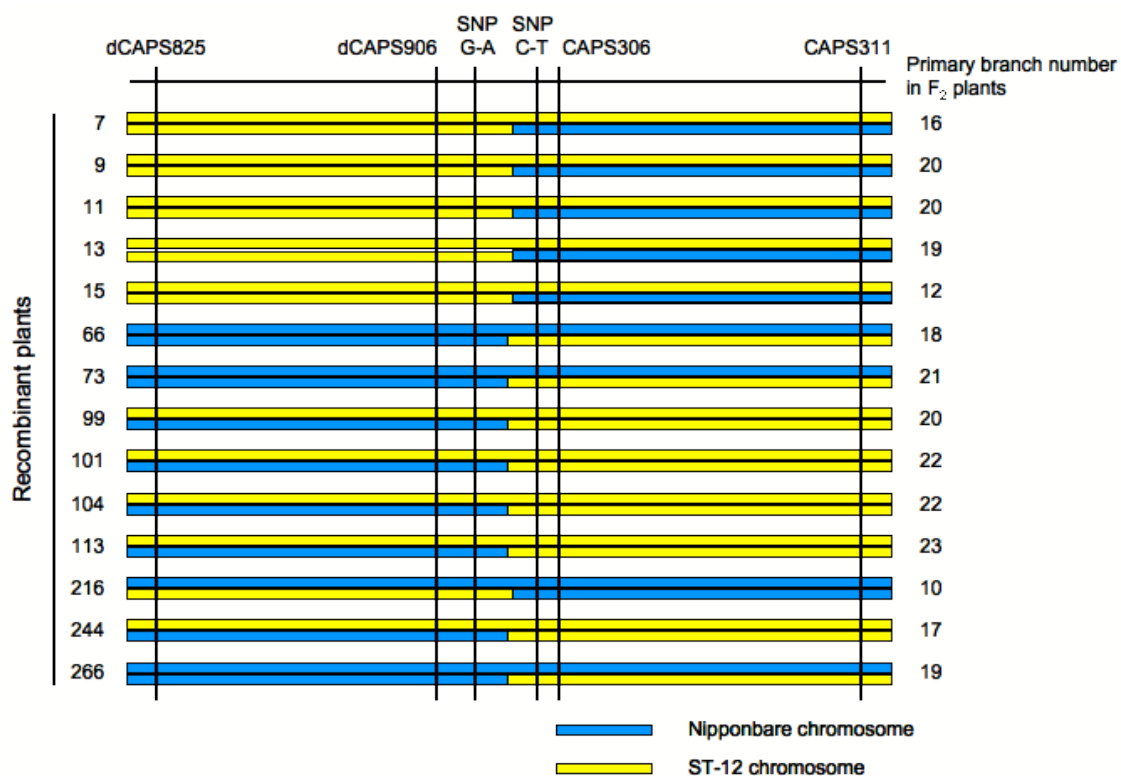 SNP SNP
dCAPS825 dCAPS906 G-A C-T CAPS306 CAPS311
Primary branch number
in F2 plants
7 16
9 20
11 20
13 19
15 12
66 18
73 21
99 20
101 22
104 22
113 23
216 10
244 17
266 19
Recombinant plants
Nipponbare chromosome
ST-12 chromosome